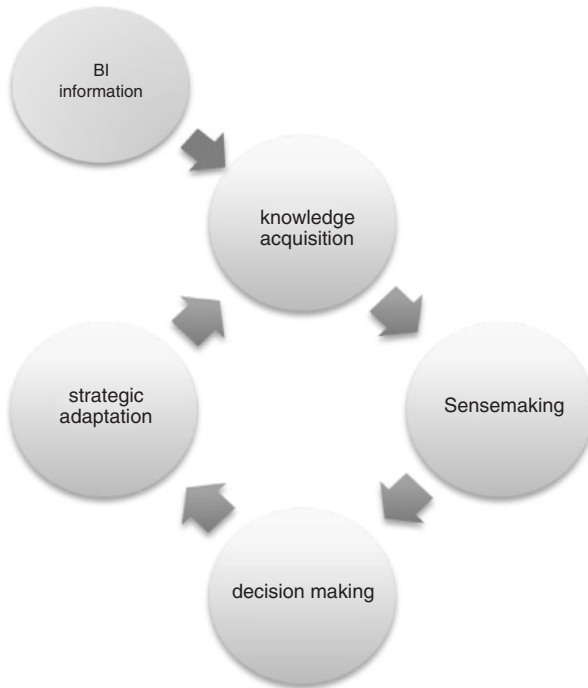 BI
information
knowledge
acquisition
strategic
adaptation
Sensemaking
decision making